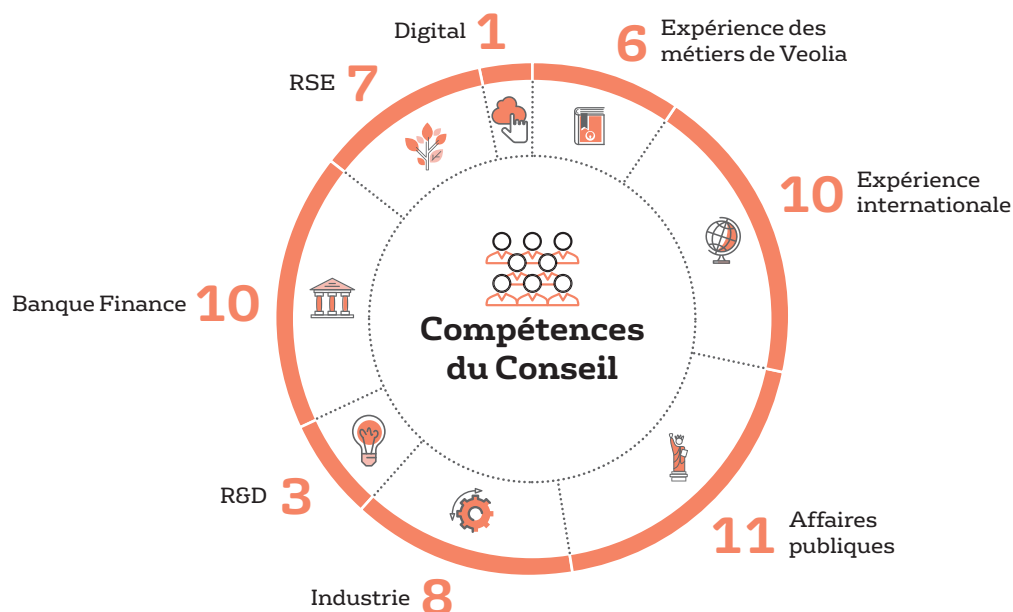 Digital 1
6 Expérience des
métiers de Veolia
RSE 7
10 Expérience
internationale
Banque Finance 10
Compétences
du Conseil
R&D 3
11 Affaires
publiques
Industrie 8